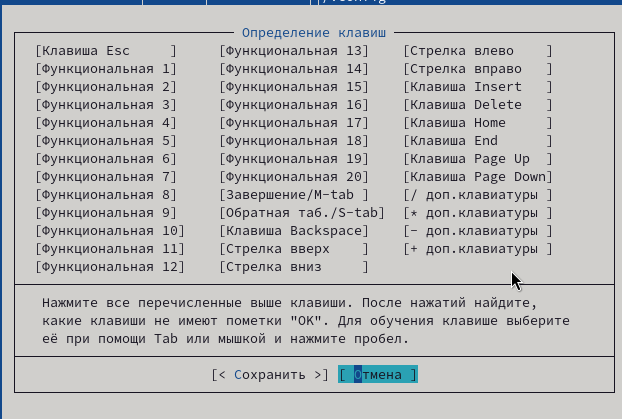 Определение клавиш
[Клавиша Esc     ] [Функциональная 13] [Стрелка влево    ]
[Функциональная 1] [Функциональная 14] [Стрелка вправо   ]
[Функциональная 2] [Функциональная 15] [Клавиша Insert   ]
[Функциональная 3] [Функциональная 16] [Клавиша Delete   ]
[Функциональная 4] [Функциональная 17] [Клавиша Home     ]
[Функциональная 5] [Функциональная 18] [Клавиша End      ]
[Функциональная 6] [Функциональная 19] [Клавиша Page Up  ]
[Функциональная 7] [Функциональная 20] [Клавиша Page Down]
[Функциональная 8] [Завершение/M-tab ] [/ доп.клавиатуры ]
[Функциональная 9] [Обратная таб./S-tab] [* доп.клавиатуры ]
[Функциональная 10] [Клавиша Backspace] [- доп.клавиатуры ]
[Функциональная 11] [Стрелка вверх    ] [+ доп.клавиатуры ]
[Функциональная 12] [Стрелка вниз     ]
Нажмите все перечисленные выше клавиши. После нажатий найдите,
какие клавиши не имеют пометки "OK". Для обучения клавише выберите
её при помощи Tab или мышкой и нажмите пробел.
[< Сохранить >] [ Отмена ]